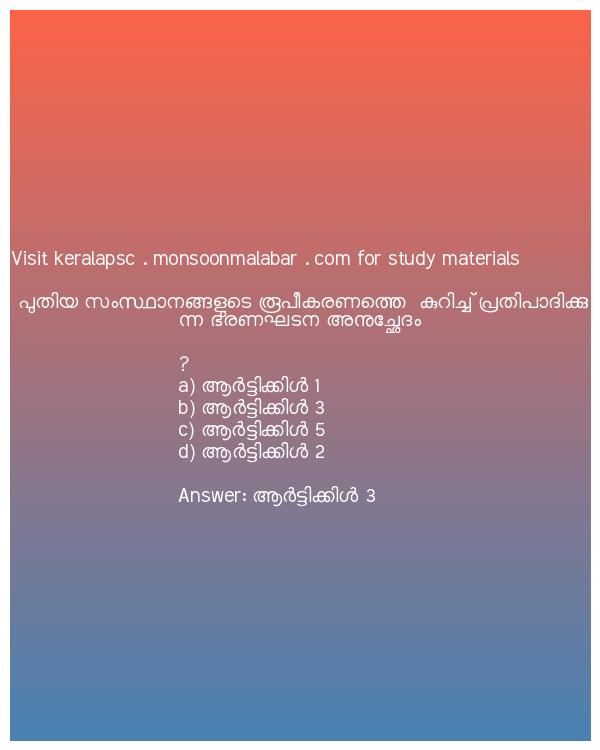 Visit keralapsc . monsoonmalabar . com for study materials
പുതിയ സംസ്ഥാനങ്ങളുടെ രൂപീകരണത്തെ  കുറിച്ച് പ്രതിപാദിക്കു
ന്ന ഭരണഘടന അനുച്ഛേദം
?
a) ആർട്ടിക്കിൾ 1
b) ആർട്ടിക്കിൾ 3
c) ആർട്ടിക്കിൾ 5
d) ആർട്ടിക്കിൾ 2
Answer: ആർട്ടിക്കിൾ 3